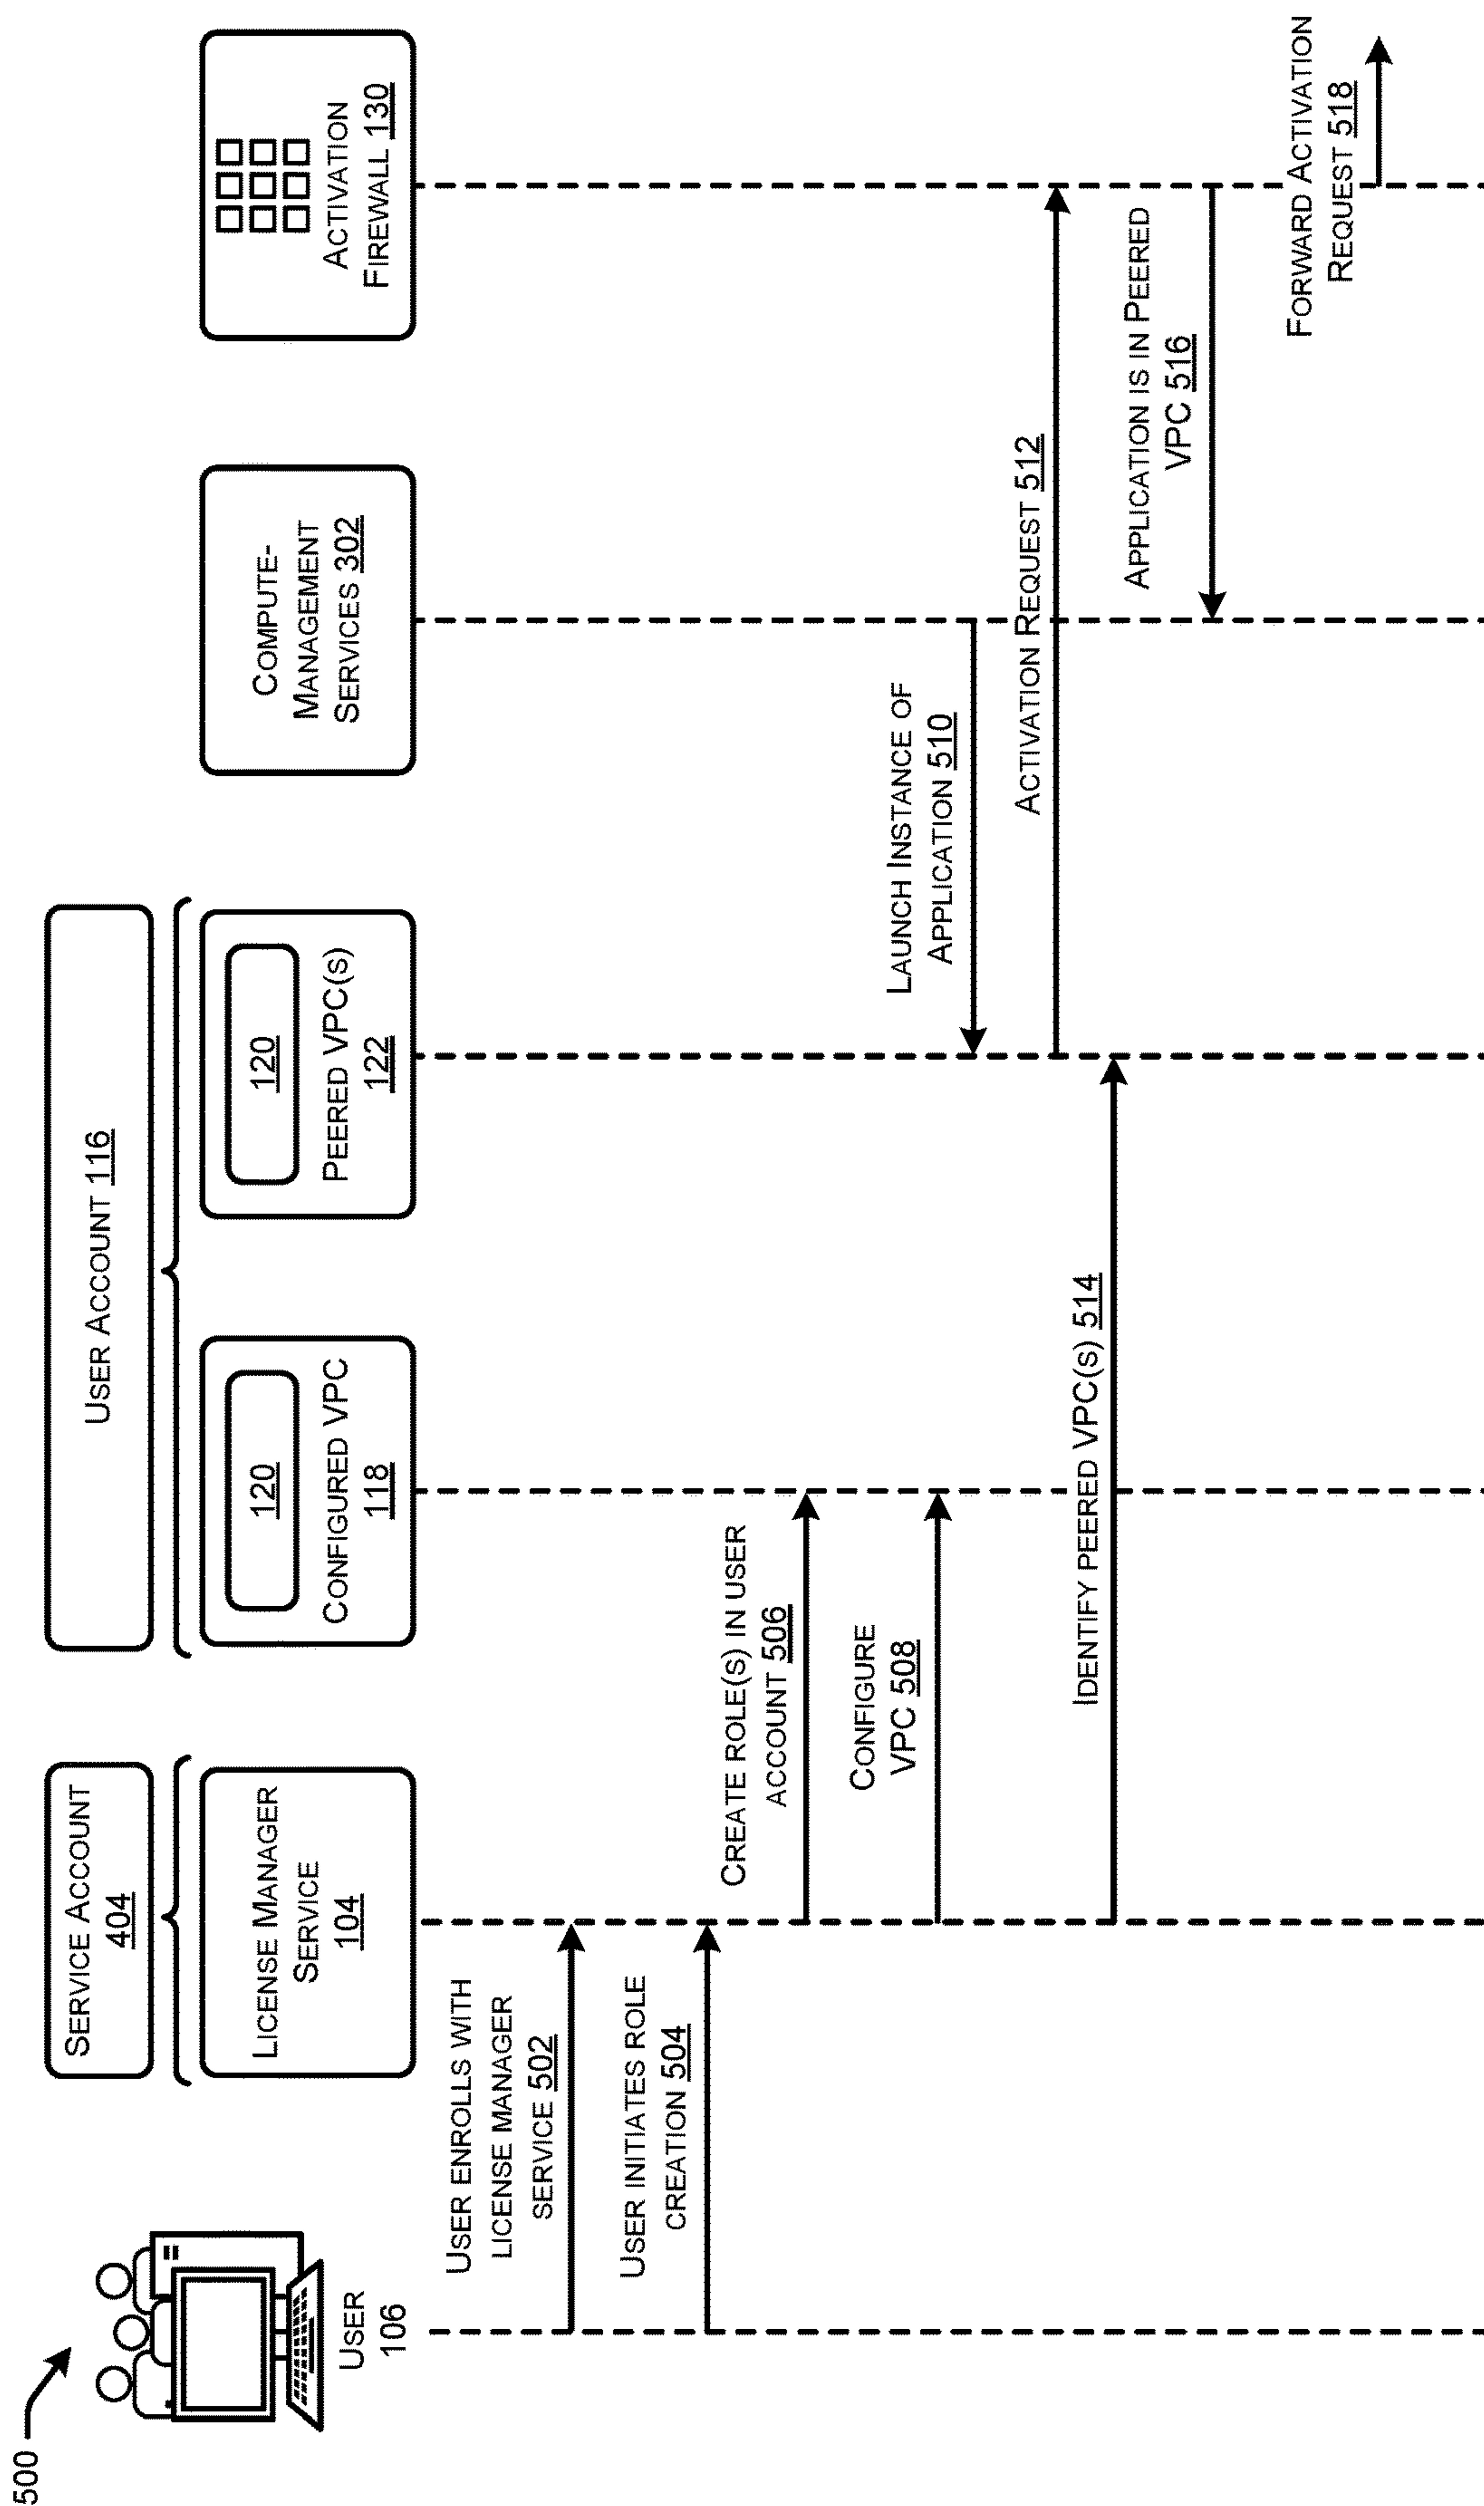 500
USER
106
SERVICE ACCOUNT
404
LICENSE MANAGER
SERVICE
104
USER ACCOUNT 116
120
CONFIGURED VPC
118
120
PEERED VPC(S)
122
COMPUTE-
MANAGEMENT
SERVICES 302
ACTIVATION
FIREWALL 130
USER ENROLLS WITH
LICENSE MANAGER
SERVICE 502
USER INITIATES ROLE
CREATION 504
CREATE ROLE(S) IN USER
ACCOUNT 506
CONFIGURE
VPC 508
LAUNCH INSTANCE OF
APPLICATION 510
ACTIVATION REQUEST 512
IDENTIFY PEERED VPC(S) 514
APPLICATION IS IN PEERED
VPC 516
FORWARD ACTIVATION
REQUEST 518